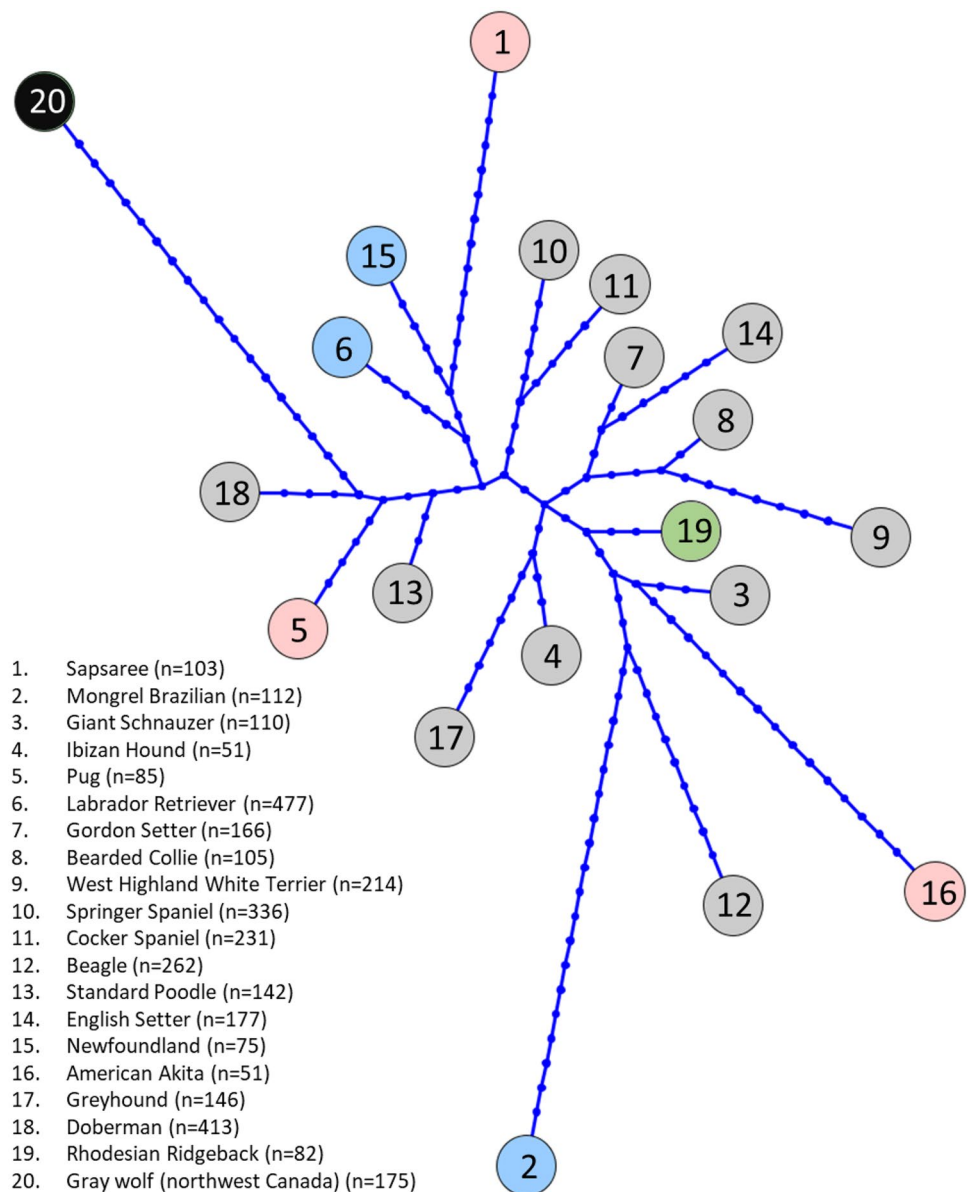 1
20
10
15
11
14
7
6
8
18
19
9
13
3
5
4
17
16
12
2
1. Sapsaree (n=103)
2. Mongrel Brazilian (n=112)
3. Giant Schnauzer (n=110)
4. Ibizan Hound (n=51)
5. Pug (n=85)
6. Labrador Retriever (n=477)
7. Gordon Setter (n=166)
8. Bearded Collie (n=105)
9. West Highland White Terrier (n=214)
10. Springer Spaniel (n=336)
11. Cocker Spaniel (n=231)
12. Beagle (n=262)
13. Standard Poodle (n=142)
14. English Setter (n=177)
15. Newfoundland (n=75)
16. American Akita (n=51)
17. Greyhound (n=146)
18. Doberman (n=413)
19. Rhodesian Ridgeback (n=82)
20. Gray wolf (northwest Canada) (n=175)